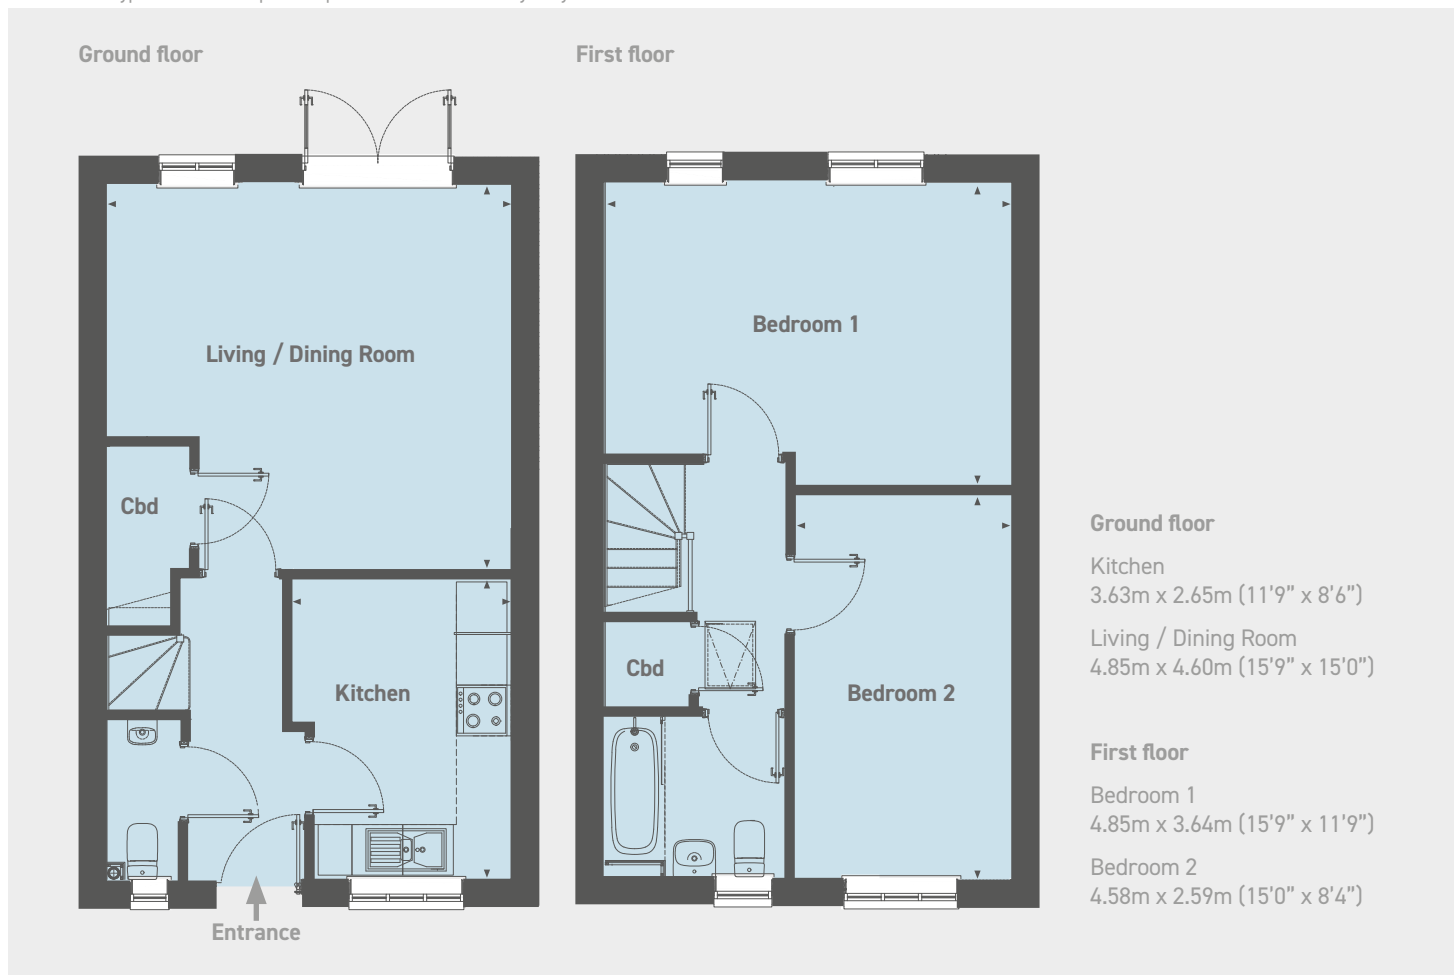 Ground floor
First floor
Living / Dining Room
Bedroom 1
Cbd
Kitchen
Cbd
Bedroom 2
Entrance
Ground floor
Kitchen
3.63m x 2.65m (11’9” x 8’6”)
Living / Dining Room
4.85m x 4.60m (15’9” x 15’0”)
First floor
Bedroom 1
4.85m x 3.64m (15’9” x 11’9”)
Bedroom 2
4.58m x 2.59m (15’0” x 8’4”)